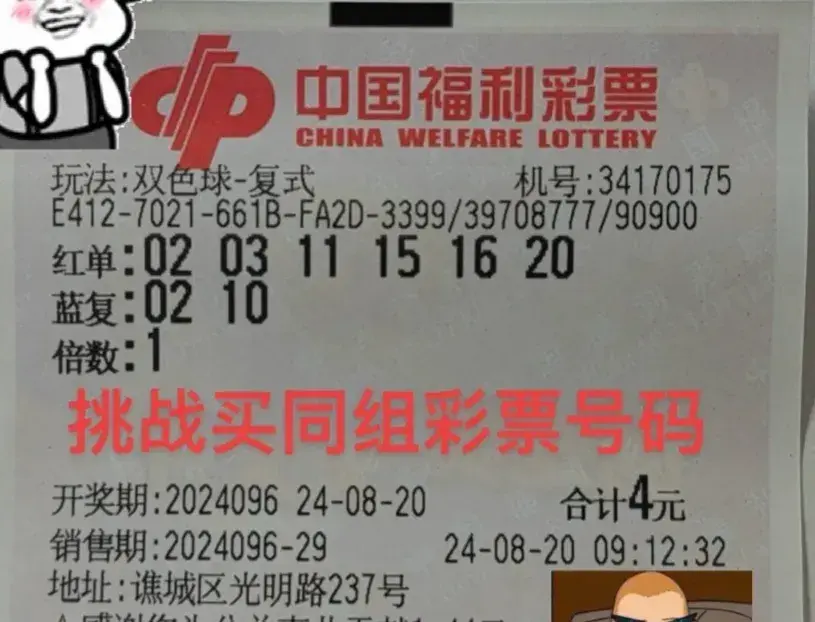 中国福利彩票
CHINA WELFARE LOTTERY
玩法:双色球-复式 机号:34170175
E412-7021-661B-FA2D-3399/39708777/90900
红单:02 03 11 15 16 20
蓝复:02 10
倍数:1
挑战买同组彩票号码
开奖期:2024096 24-08-20 合计4元
销售期:2024096-29 24-08-20 09:12:32
地址:谯城区光明路237号